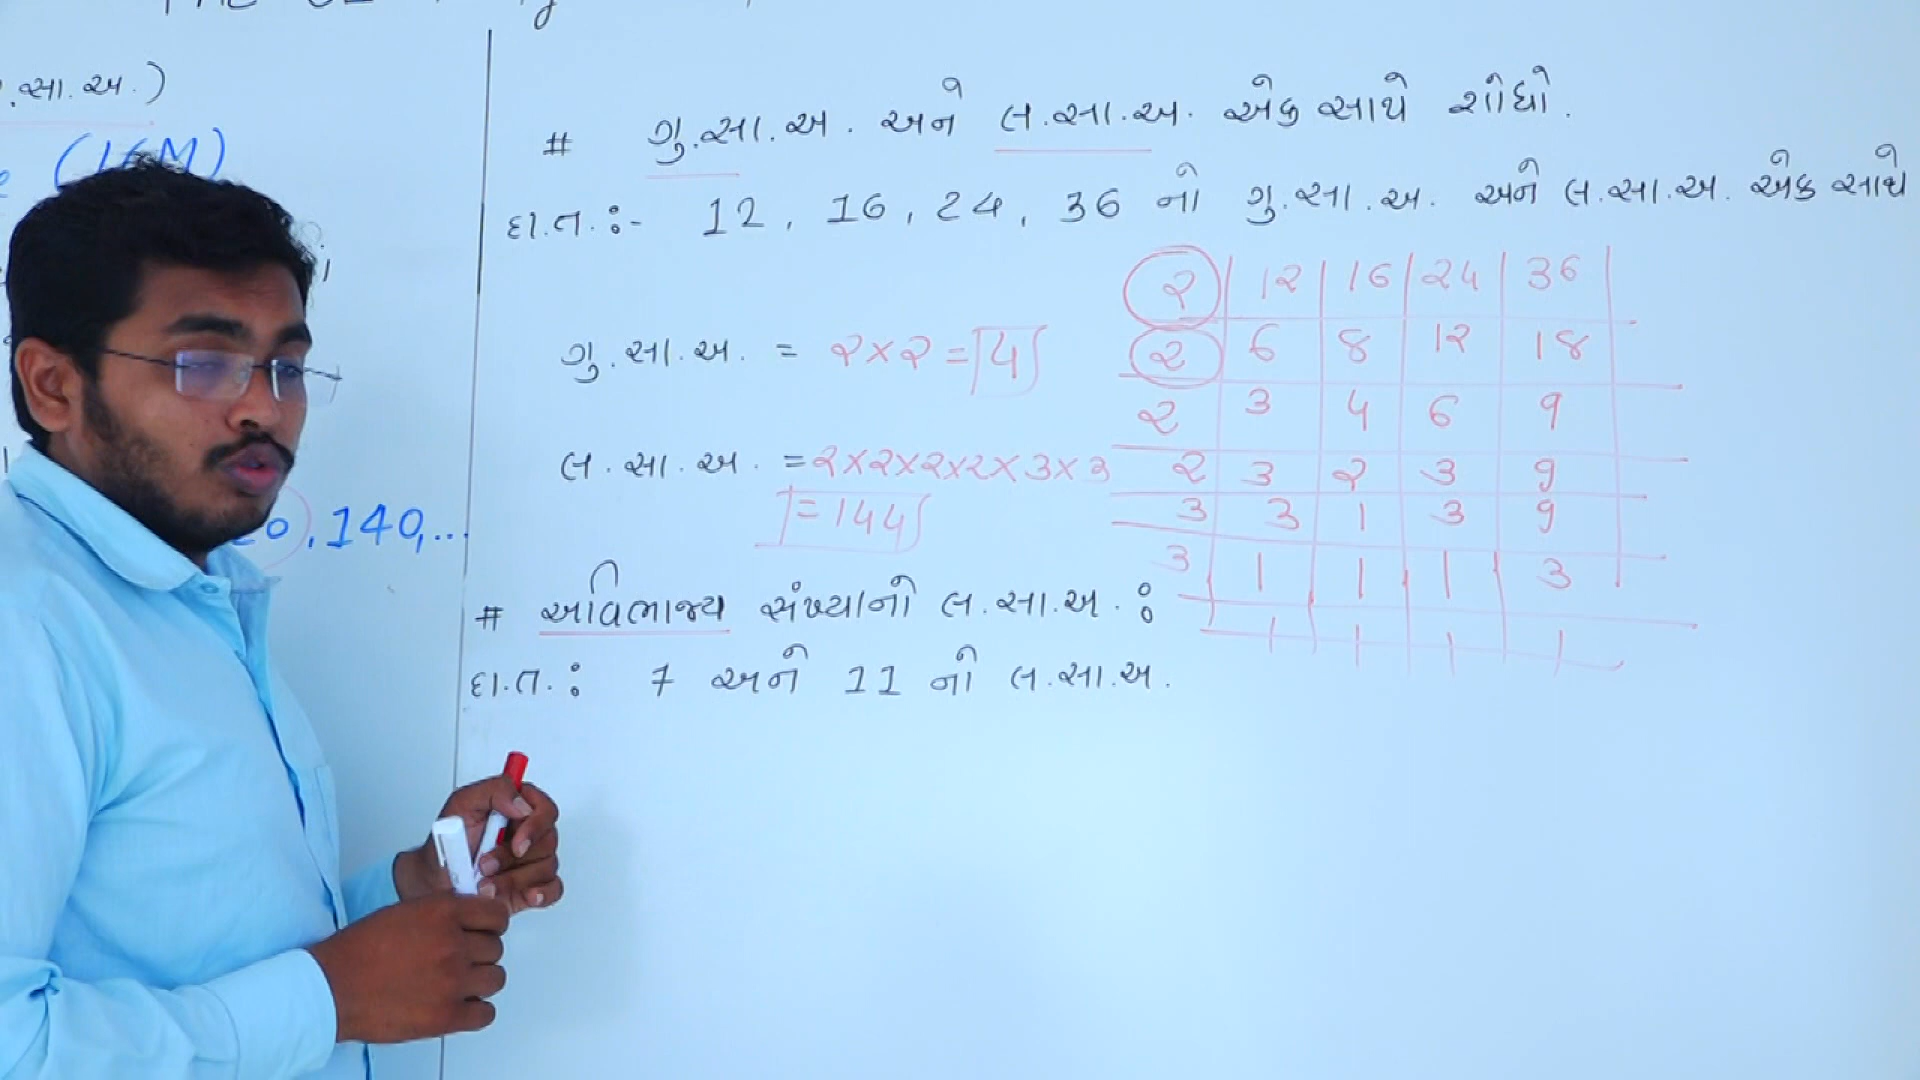 .સા.અ.)
(LCM)
# ગુ.સા.અ. અને લ.સા.અ. એક સાથે શોધો.
દા.ત.:- 12, 16, 24, 36 નો ગુ.સા.અ. અને લ.સા.અ. એક સાથે
2 | 12 | 16 | 24 | 36
2 | 6 | 8 | 12 | 18
2 | 3 | 4 | 6 | 9
2 | 3 | 2 | 3 | 9
3 | 3 | 1 | 3 | 9
3 | 1 | 1 | 1 | 3
1 | 1 | 1 | 1
ગુ.સા.અ. = 2×2 = 4
લ.સા.અ. = 2×2×2×2×3×3
= 144
,140,...
# અવિભાજ્ય સંખ્યાનો લ.સા.અ. :
દા.ત. : 7 અને 11 નો લ.સા.અ.